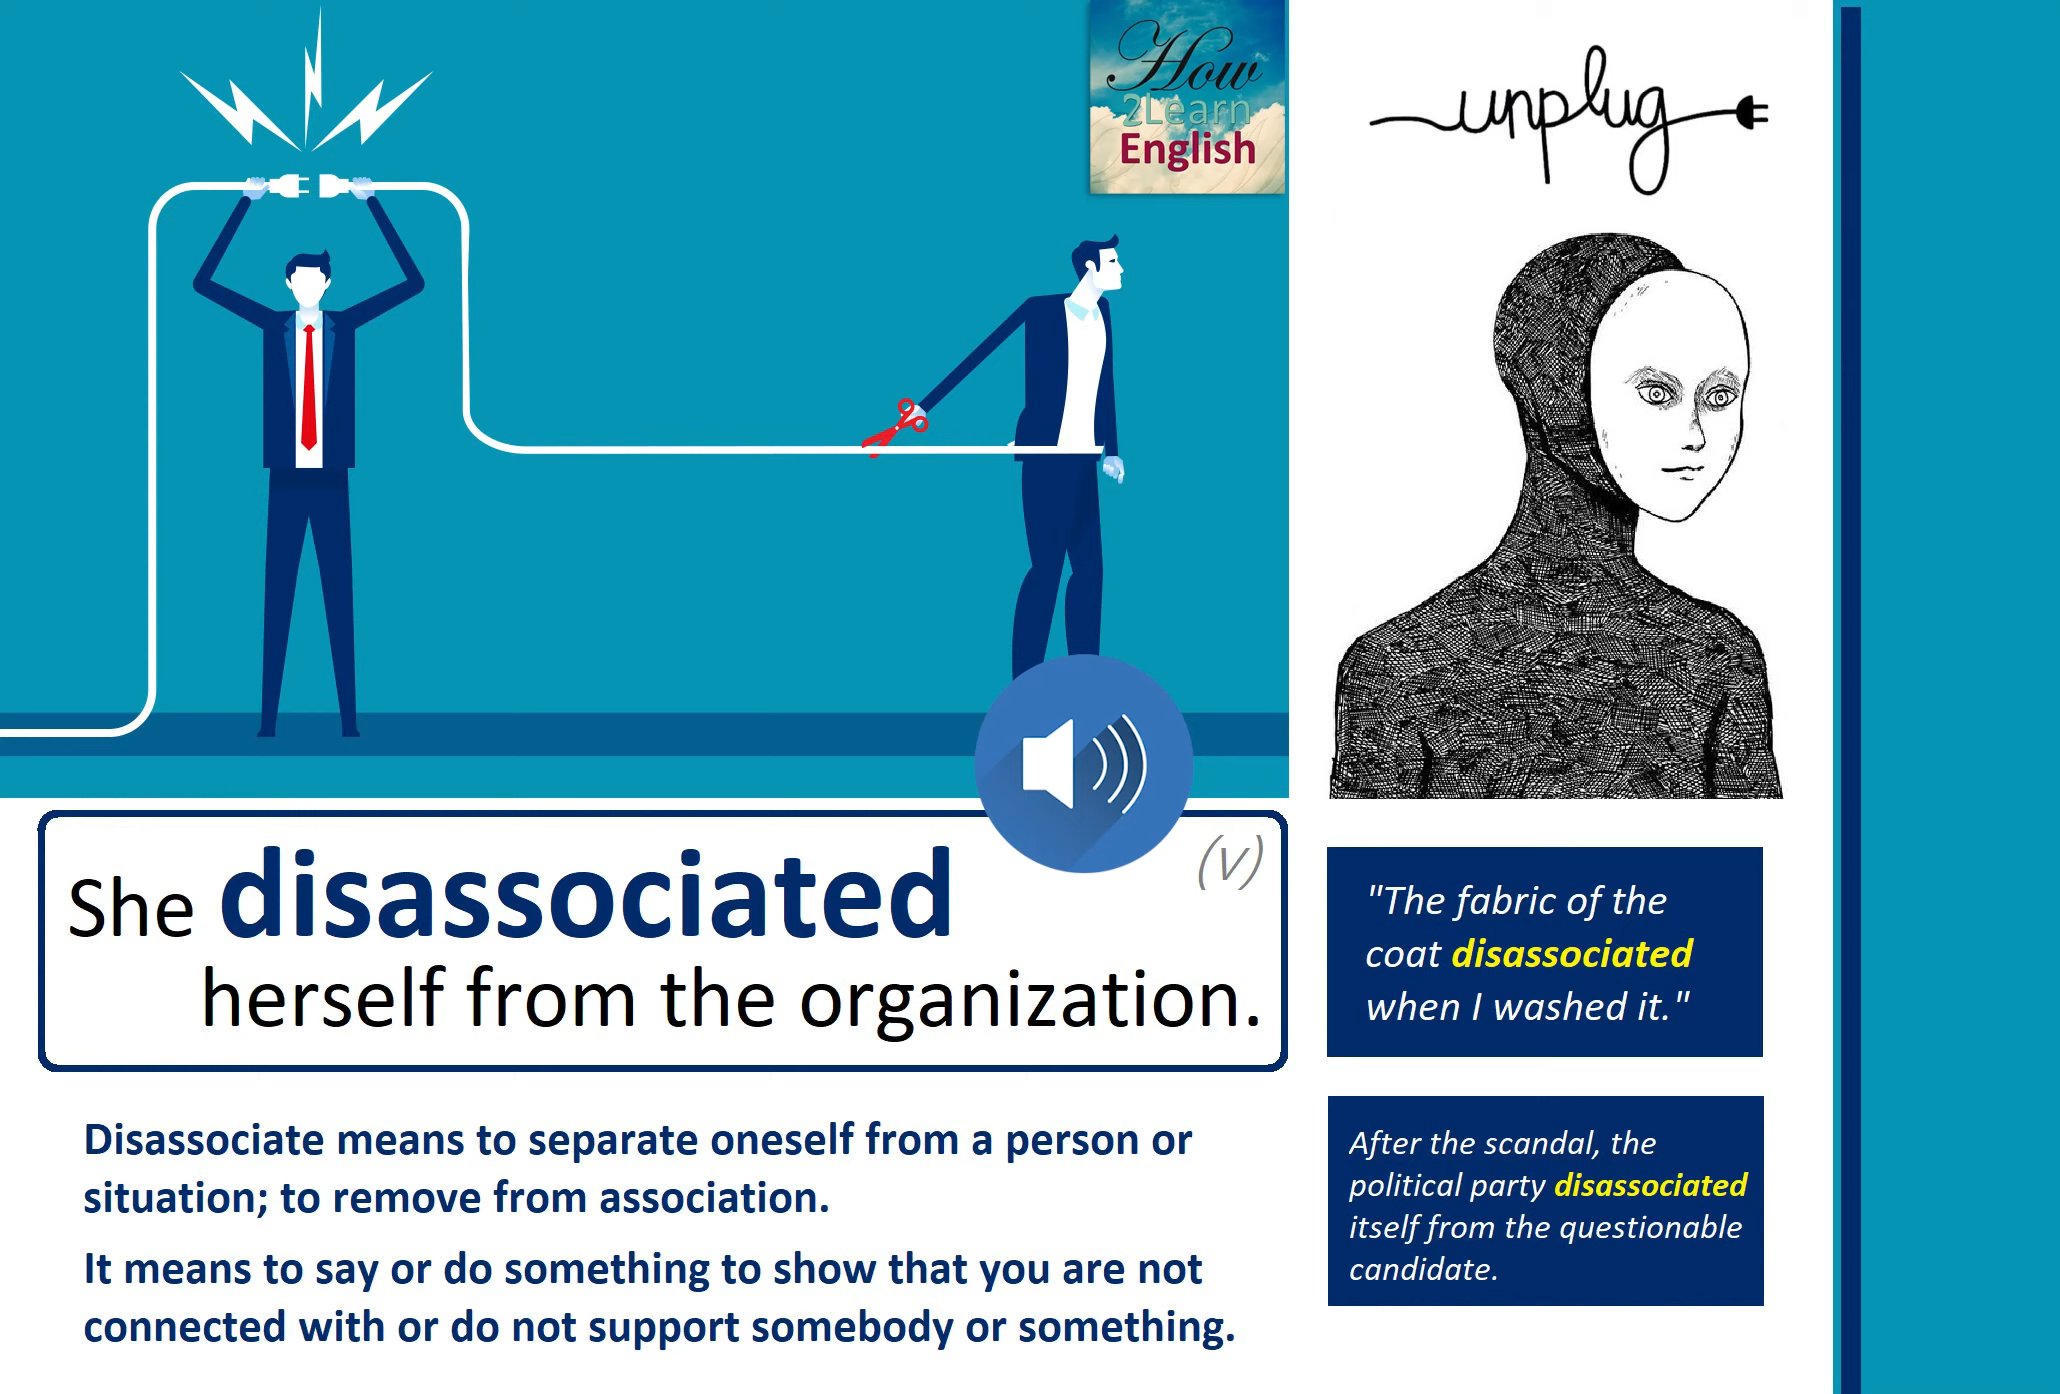 How
2Learn
English
unplug
She disassociated (v)
herself from the organization.
Disassociate means to separate oneself from a person or
situation; to remove from association.
It means to say or do something to show that you are not
connected with or do not support somebody or something.
"The fabric of the
coat disassociated
when I washed it."
After the scandal, the
political party disassociated
itself from the questionable
candidate.